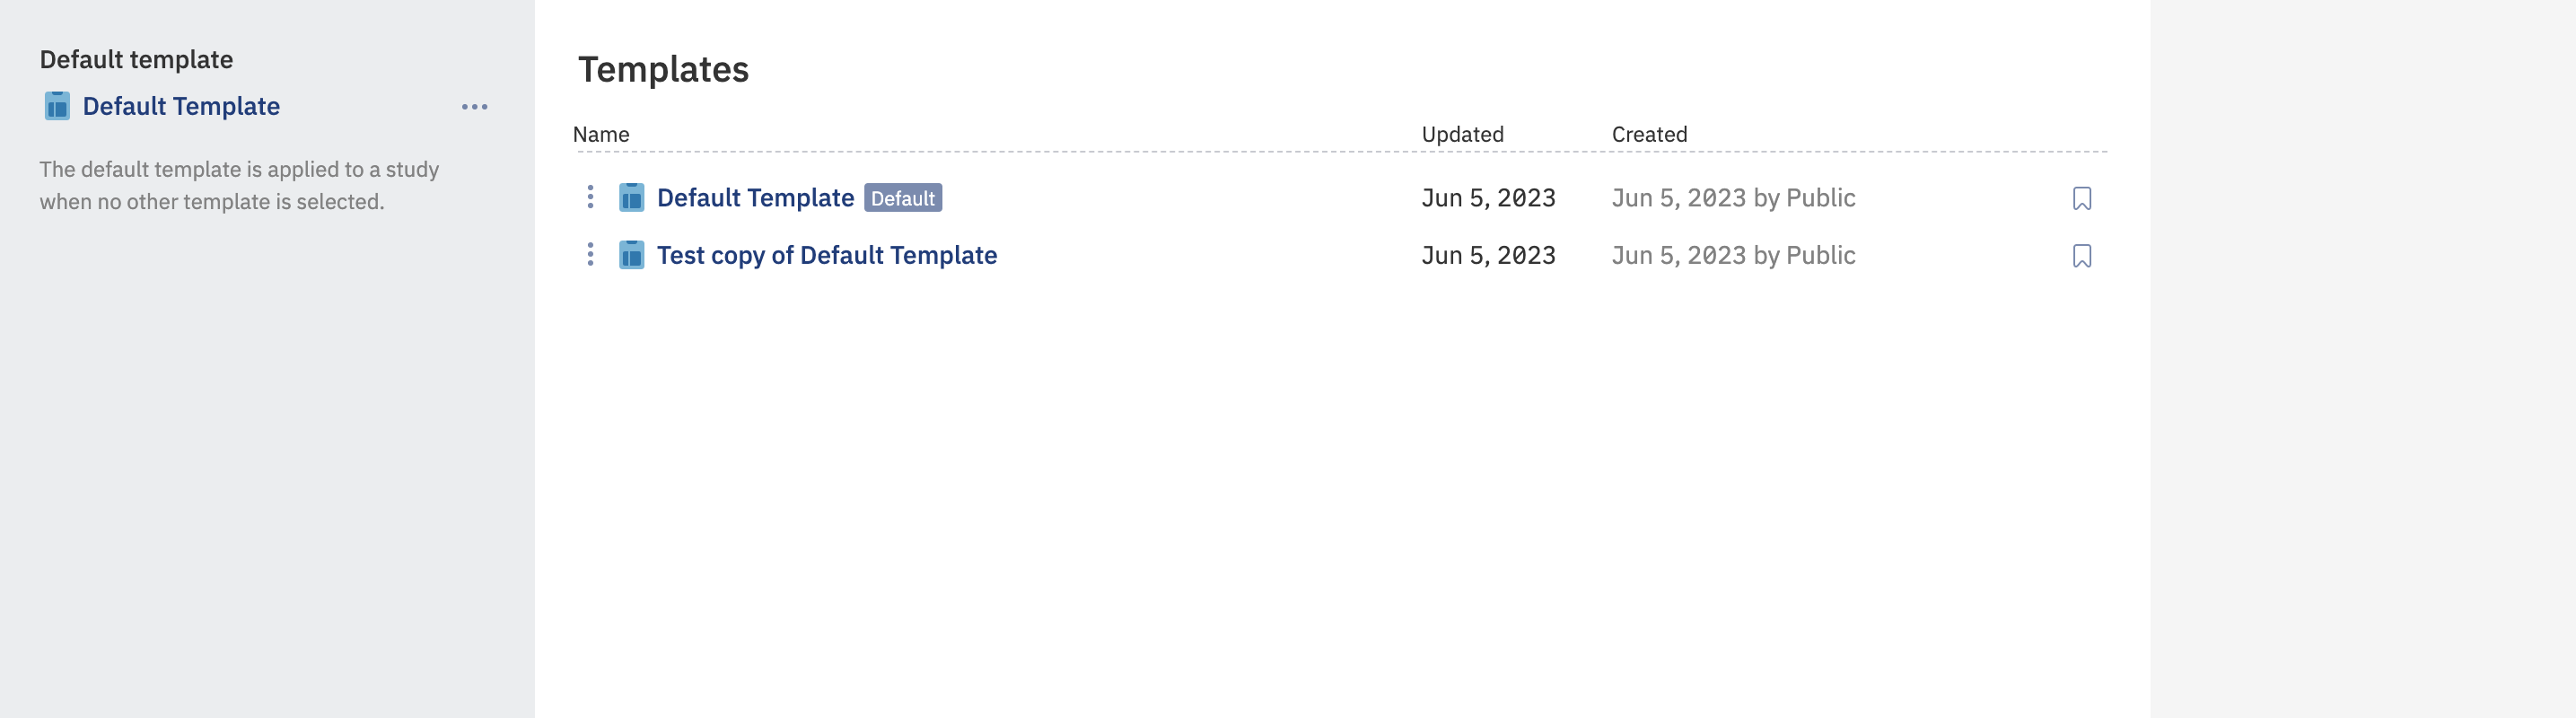 Default template
Default Template
The default template is applied to a study
when no other template is selected.
Templates
Name Updated Created
Default Template Default Jun 5, 2023 Jun 5, 2023 by Public
Test copy of Default Template Jun 5, 2023 Jun 5, 2023 by Public